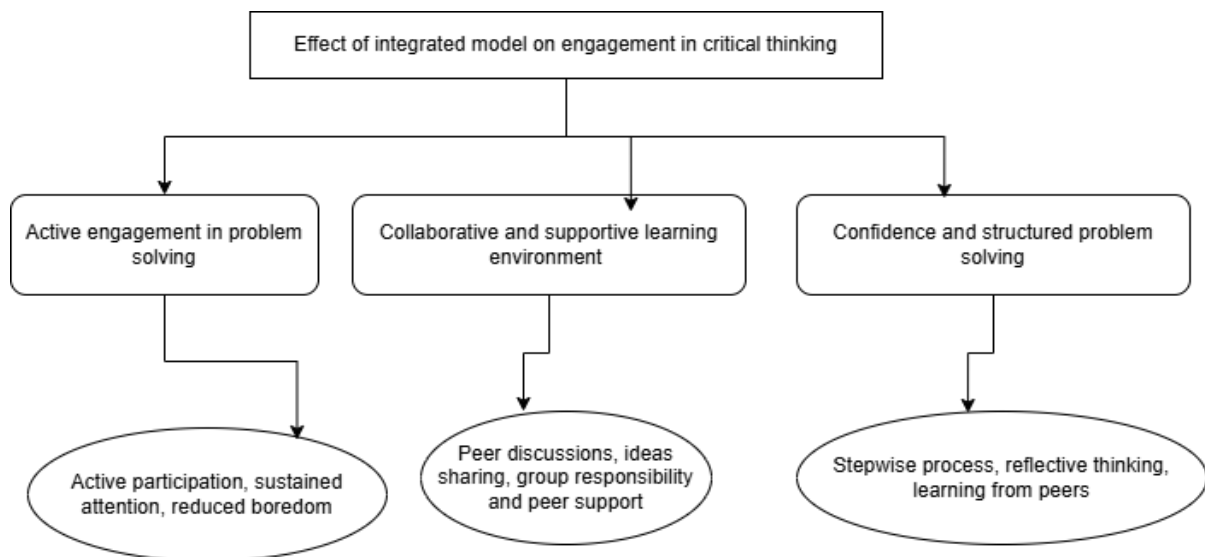 Effect of integrated model on engagement in critical thinking
Active engagement in problem
solving
Collaborative and supportive learning
environment
Confidence and structured problem
solving
Active participation, sustained
attention, reduced boredom
Peer discussions, ideas
sharing, group responsibility
and peer support
Stepwise process, reflective thinking,
learning from peers